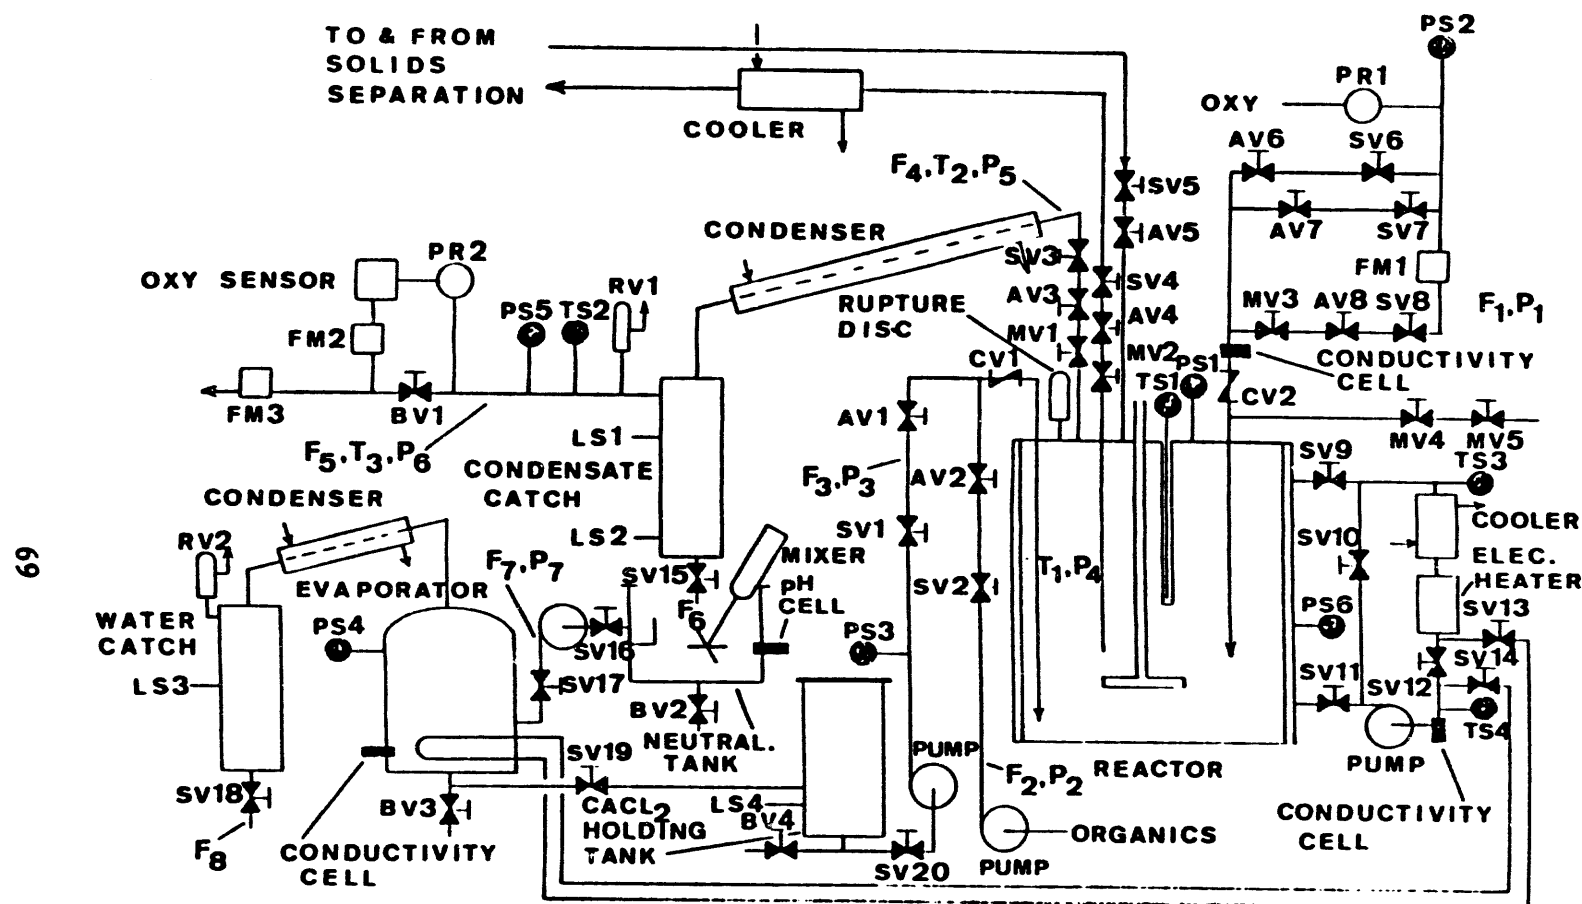 TO & FROM
SOLIDS
SEPARATION
COOLER
PS2
PR1
OXY
AV6
SV6
F4,T2,P5
SV5
AV7
SV7
CONDENSER
AV5
PR2
OXY SENSOR
RV1
SV3
SV4
FM1
PS5
TS2
RUPTURE
DISC
AV3
AV4
MV3
AV8
SV8
F1,P1
FM2
MV1
CV1
MV2
PS1
TS1
CONDUCTIVITY
CELL
FM3
BV1
CV2
AV1
LS1
MV4
MV5
F5,T3,P6
CONDENSATE
CATCH
F3,P3
AV2
SV9
TS3
CONDENSER
COOLER
RV2
LS2
SV1
SV10
MIXER
ELEC.
HEATER
EVAPORATOR
F7,P7
SV15
pH
CELL
SV2
T1,P4
F6
SV13
WATER
CATCH
PS4
SV16
PS3
PS6
SV14
LS3
SV17
SV11
SV12
BV2
TS4
NEUTRAL.
TANK
SV19
PUMP
F2,P2
REACTOR
PUMP
SV18
BV3
CACL2
HOLDING
TANK
LS4
BV4
ORGANICS
CONDUCTIVITY
CELL
F8
CONDUCTIVITY
CELL
SV20
PUMP
69